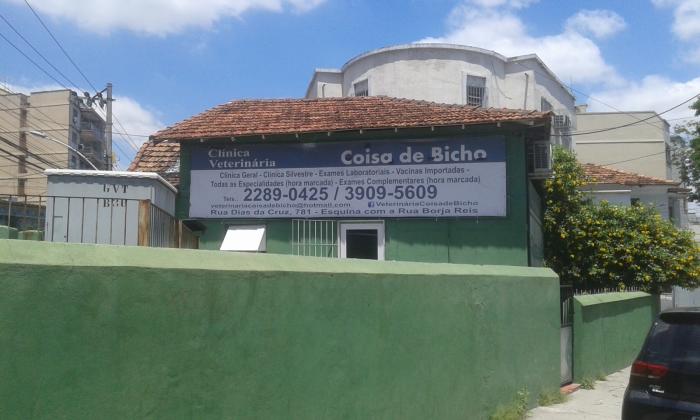 Clínica
Veterinária
Coisa de Bicho
Clínica Geral - Clínica Silvestre - Exames Laboratoriais - Vacinas Importadas -
Todas as Especialidades (hora marcada) - Exames Complementares (hora marcada)
Tels.: 2289-0425 / 3909-5609
veterinariacoisadebicho@hotmail.com
VeterináriaCoisadeBicho
Rua Dias da Cruz, 781 - Esquina com a Rua Borja Reis
GVT